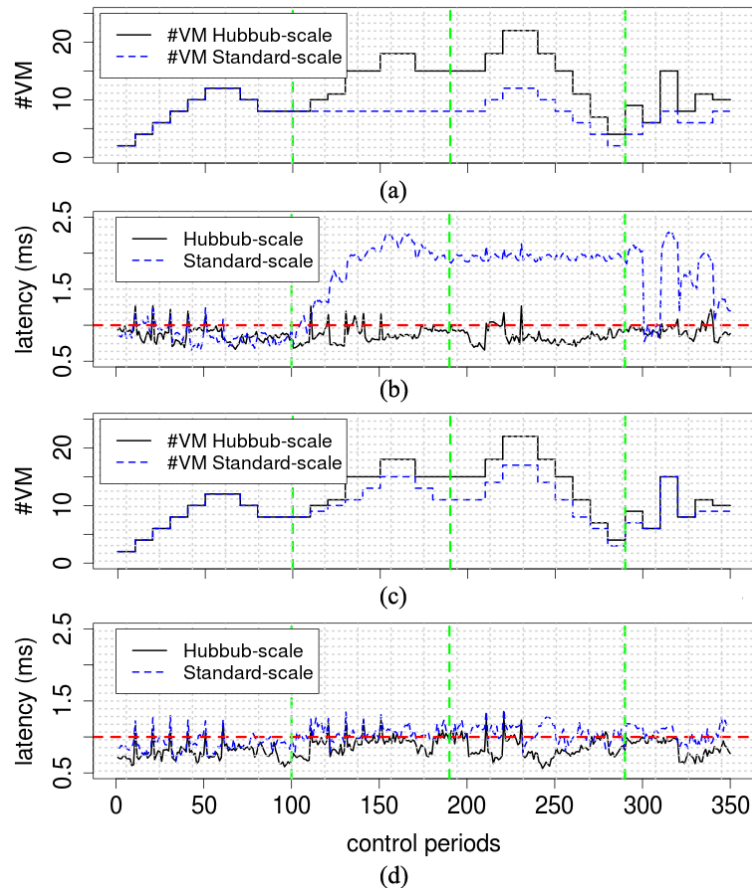 #VM
0 10 20
#VM Hubbub-scale
#VM Standard-scale
(a)
latency (ms)
0.5 1.5 2.5
Hubbub-scale
Standard-scale
(b)
#VM
0 10 20
#VM Hubbub-scale
#VM Standard-scale
(c)
latency (ms)
0.5 1.5 2.5
Hubbub-scale
Standard-scale
0 50 100 150 200 250 300 350
control periods
(d)